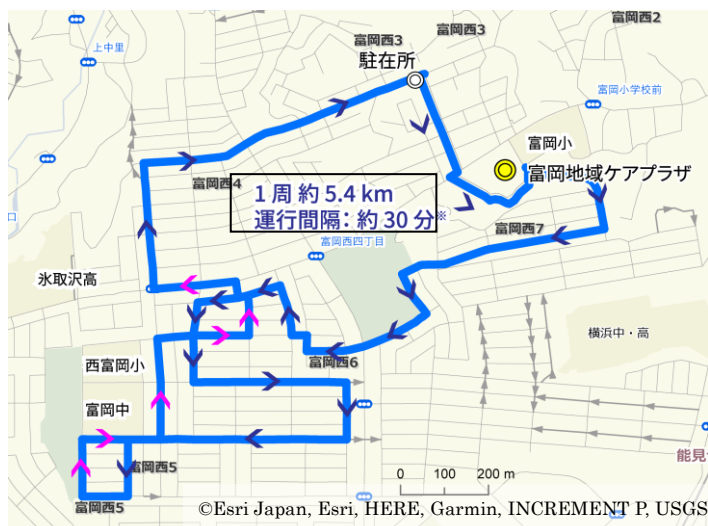 富岡西2
富岡西3
富岡西3
上中里
駐在所
富岡小学校前
富岡小
富岡地域ケアプラザ
富岡西4
1 周 約 5.4 km
運行間隔：約 30 分※
富岡西7
富岡西四丁目
口
氷取沢高
横浜中・高
西富岡小
富岡西6
富岡中
富岡西5
能見
富岡西5
0 100 200 m
©Esri Japan, Esri, HERE, Garmin, INCREMENT P, USGS